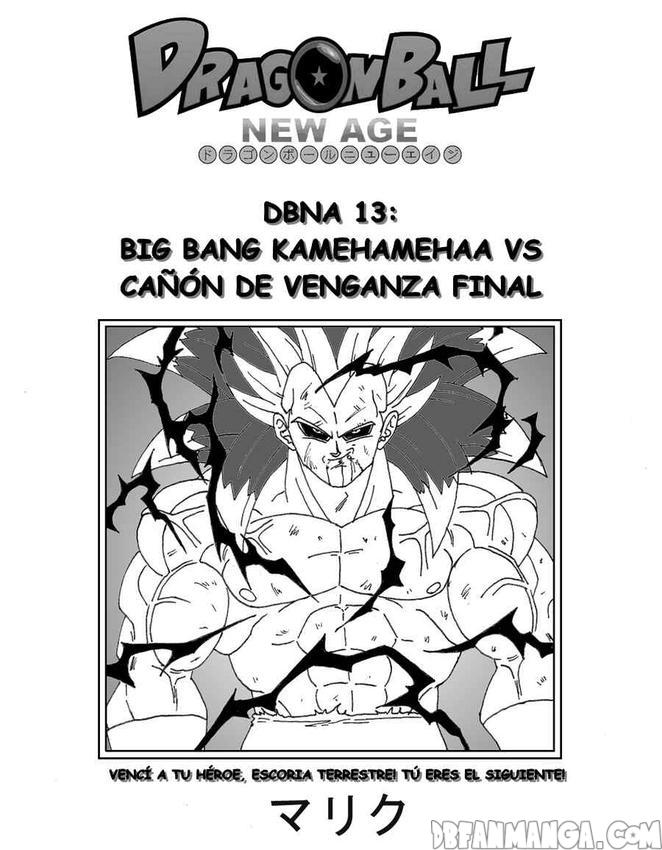 DRAGON BALL
NEW AGE
ドラゴンボールニューエイジ
DBNA 13:
BIG BANG KAMEHAMEHAA VS
CAÑÓN DE VENGANZA FINAL
VENCÍ A TU HÉROE, ESCORIA TERRESTRE! TÚ ERES EL SIGUIENTE!
マリク
DBFANMANGA.COM